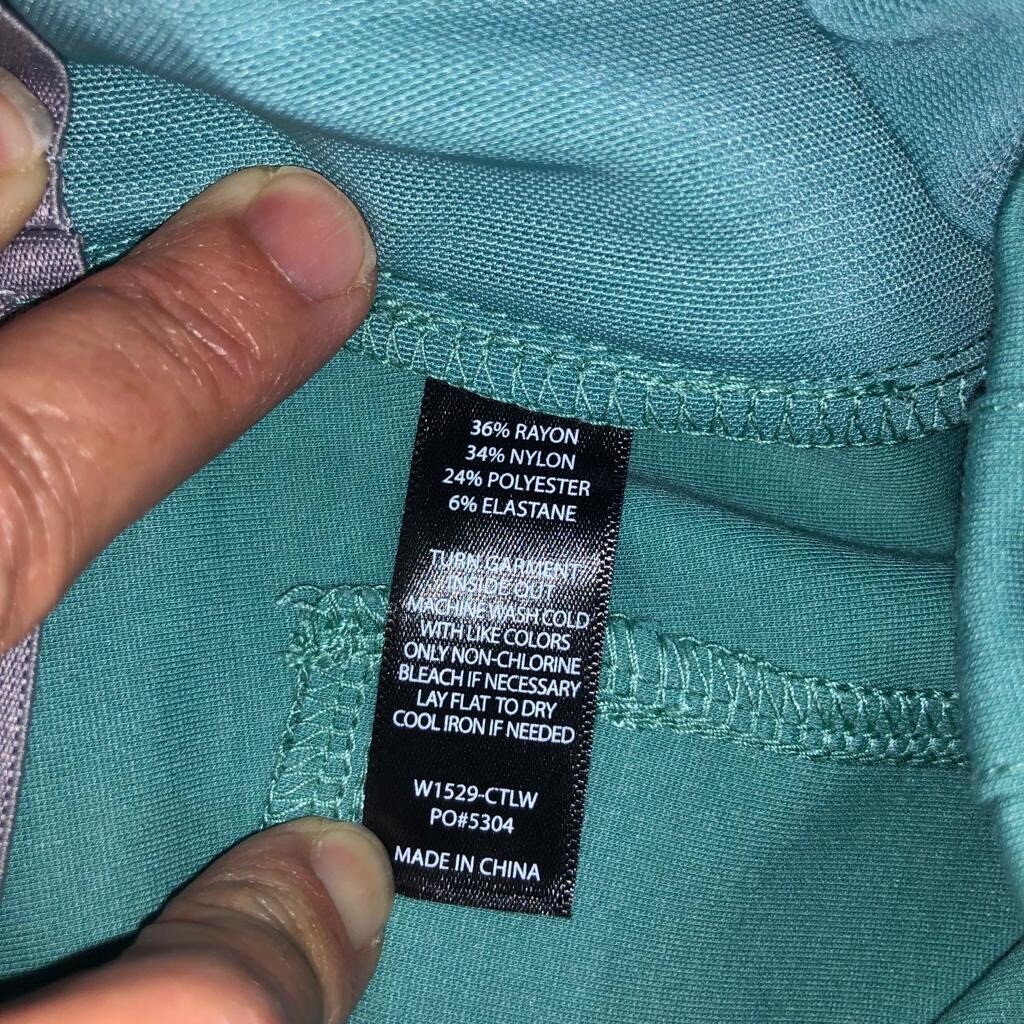 36% RAYON
34% NYLON
24% POLYESTER
6% ELASTANE
TURN GARMENT
INSIDE OUT
MACHINE WASH COLD
WITH LIKE COLORS
ONLY NON-CHLORINE
BLEACH IF NECESSARY
LAY FLAT TO DRY
COOL IRON IF NEEDED
W1529-CTLW
PO#5304
MADE IN CHINA